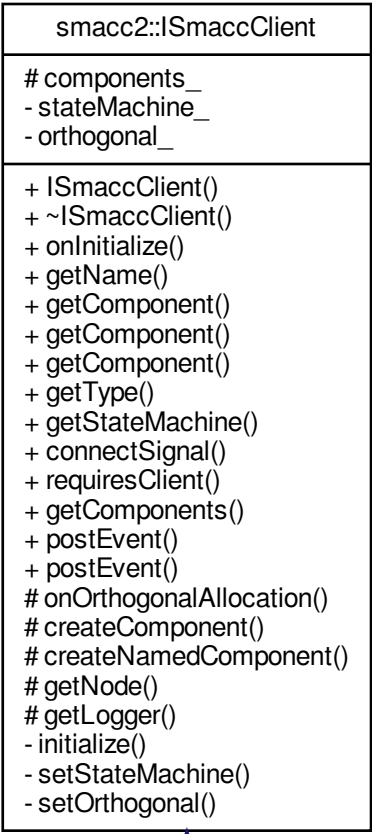 smacc2::ISmaccClient
# components_
- stateMachine_
- orthogonal_
+ ISmaccClient()
+ ~ISmaccClient()
+ onInitialize()
+ getName()
+ getComponent()
+ getComponent()
+ getComponent()
+ getType()
+ getStateMachine()
+ connectSignal()
+ requiresClient()
+ getComponents()
+ postEvent()
+ postEvent()
# onOrthogonalAllocation()
# createComponent()
# createNamedComponent()
# getNode()
# getLogger()
- initialize()
- setStateMachine()
- setOrthogonal()